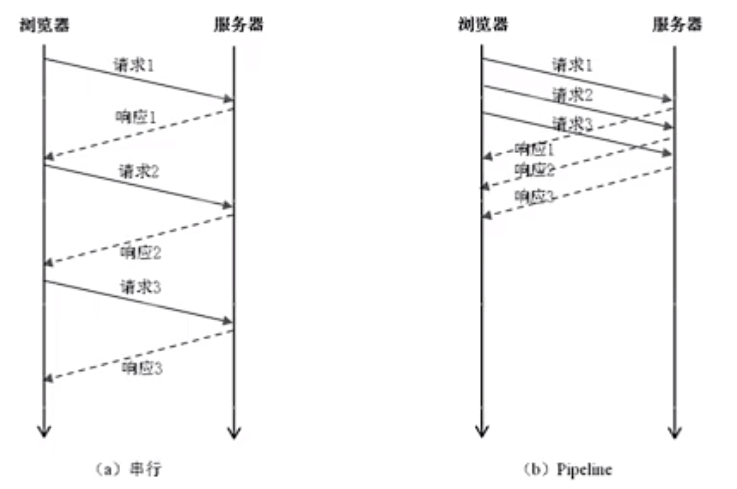 浏览器
服务器
请求1
响应1
请求2
响应2
请求3
响应3
(a) 串行
浏览器
服务器
请求1
请求2
请求3
响应1
响应2
响应3
(b) Pipeline